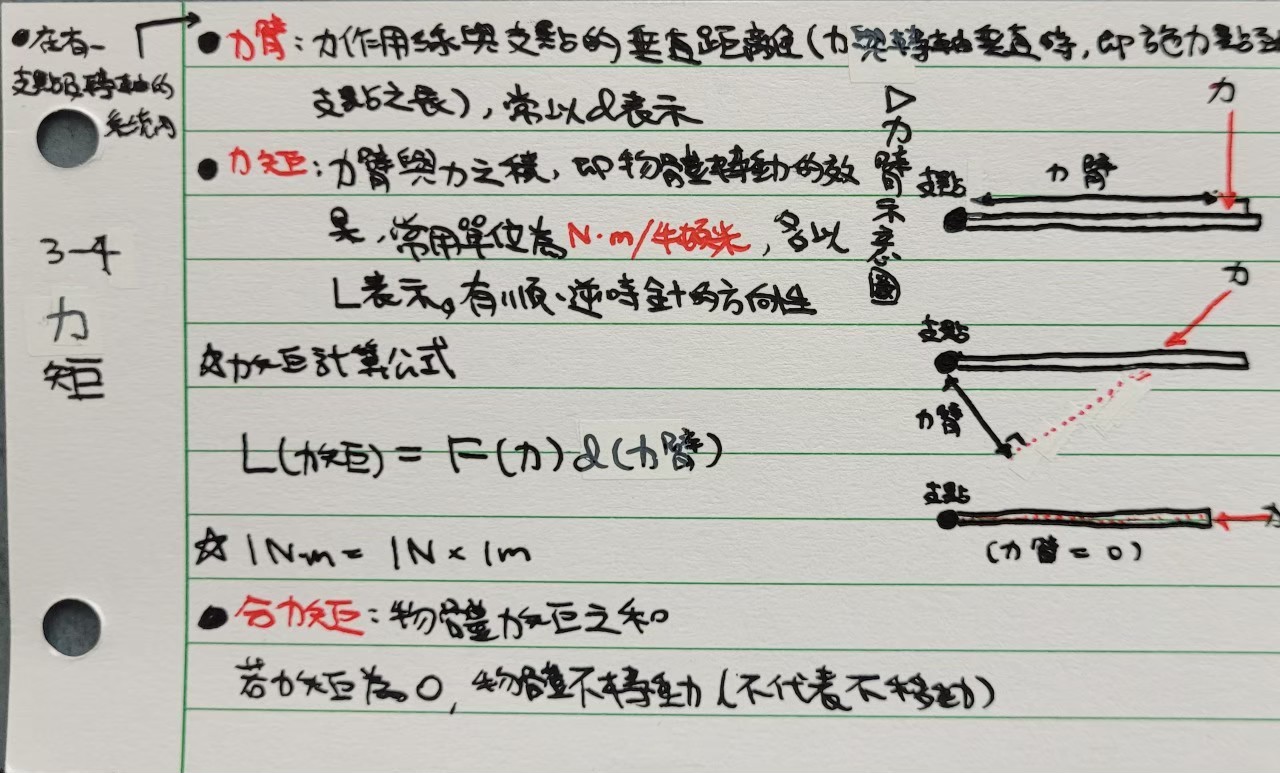 ●在有一
支點及轉軸的
系統內
3-4
力
矩
●力臂：力作用線與支點的垂直距離（力與轉軸垂直時，即施力點至
支點之長），常以d表示
●力矩：力臂與力之積，即物體轉動的效
果，常用單位為N·m/牛頓米，多以
L表示。有順、逆時針的方向性
☆力矩計算公式
L(力矩) = F(力)d(力臂)
☆1Nm = 1N × 1m
●合力矩：物體力矩之和
若力矩為0，物體不轉動（不代表不移動）
▷力臂示意圖
力
支點
力臂
力
支點
力臂
支點
力
(力臂=0)